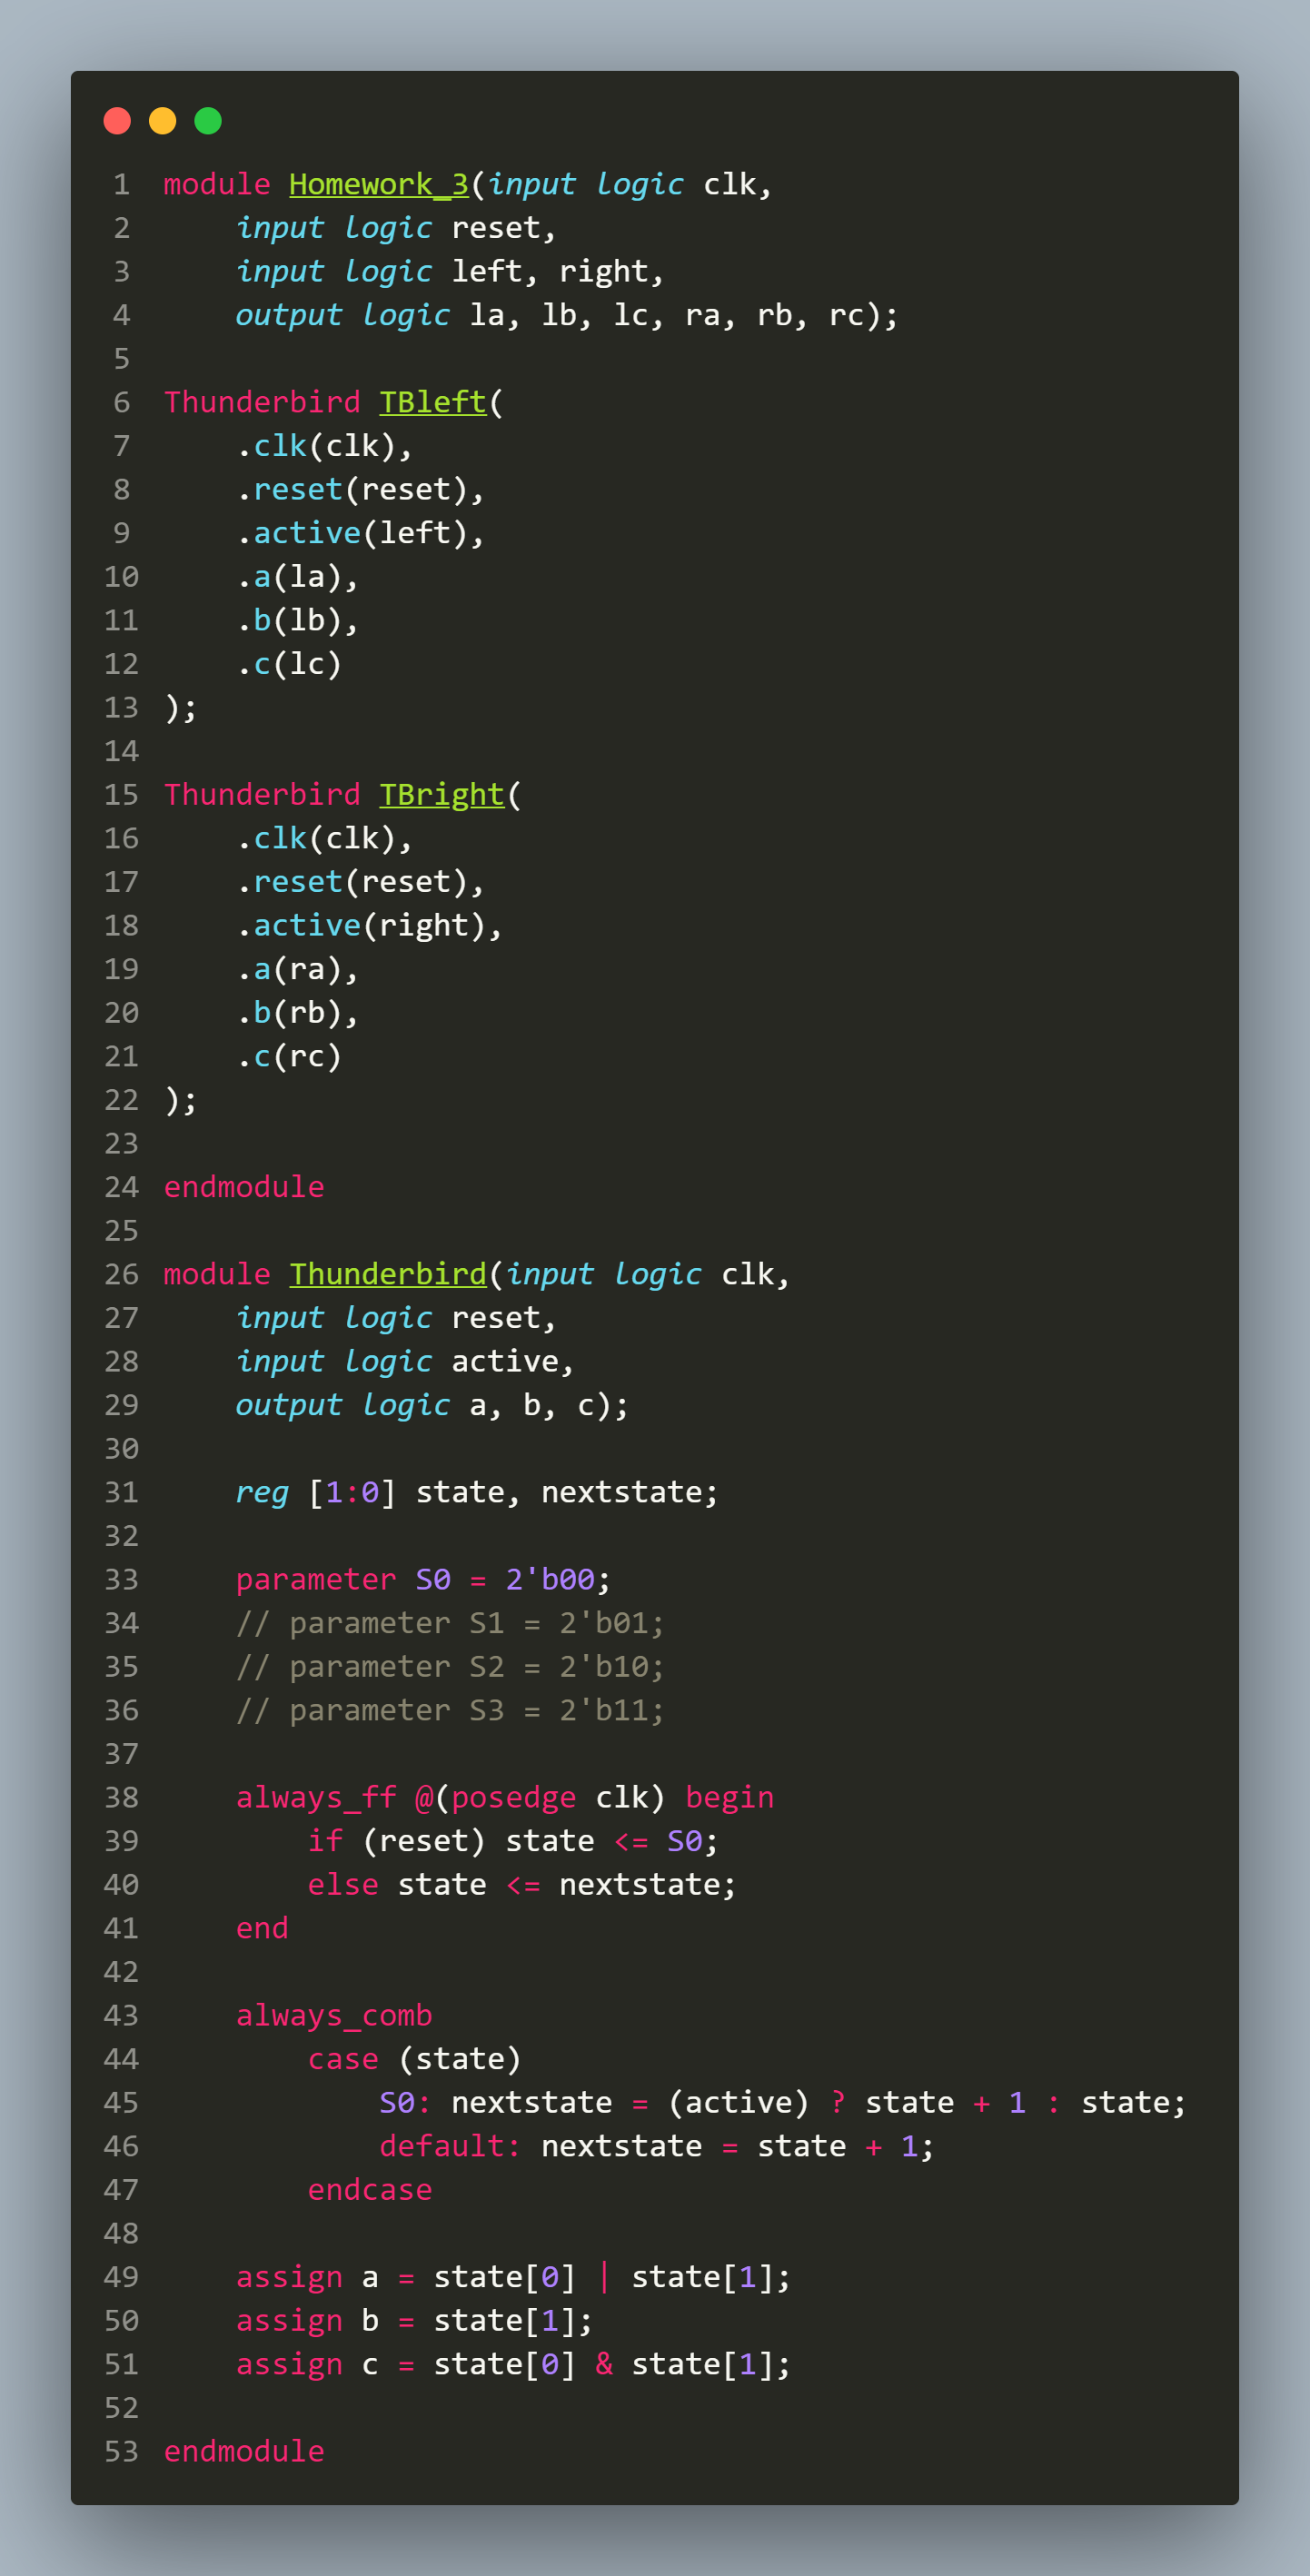 1 module Homework_3(input logic clk,
2     input logic reset,
3     input logic left, right,
4     output logic la, lb, lc, ra, rb, rc);
5
6 Thunderbird TBleft(
7     .clk(clk),
8     .reset(reset),
9     .active(left),
10     .a(la),
11     .b(lb),
12     .c(lc)
13 );
14
15 Thunderbird TBright(
16     .clk(clk),
17     .reset(reset),
18     .active(right),
19     .a(ra),
20     .b(rb),
21     .c(rc)
22 );
23
24 endmodule
25
26 module Thunderbird(input logic clk,
27     input logic reset,
28     input logic active,
29     output logic a, b, c);
30
31     reg [1:0] state, nextstate;
32
33     parameter S0 = 2'b00;
34     // parameter S1 = 2'b01;
35     // parameter S2 = 2'b10;
36     // parameter S3 = 2'b11;
37
38     always_ff @(posedge clk) begin
39         if (reset) state <= S0;
40         else state <= nextstate;
41     end
42
43     always_comb
44         case (state)
45             S0: nextstate = (active) ? state + 1 : state;
46             default: nextstate = state + 1;
47         endcase
48
49     assign a = state[0] | state[1];
50     assign b = state[1];
51     assign c = state[0] & state[1];
52
53 endmodule